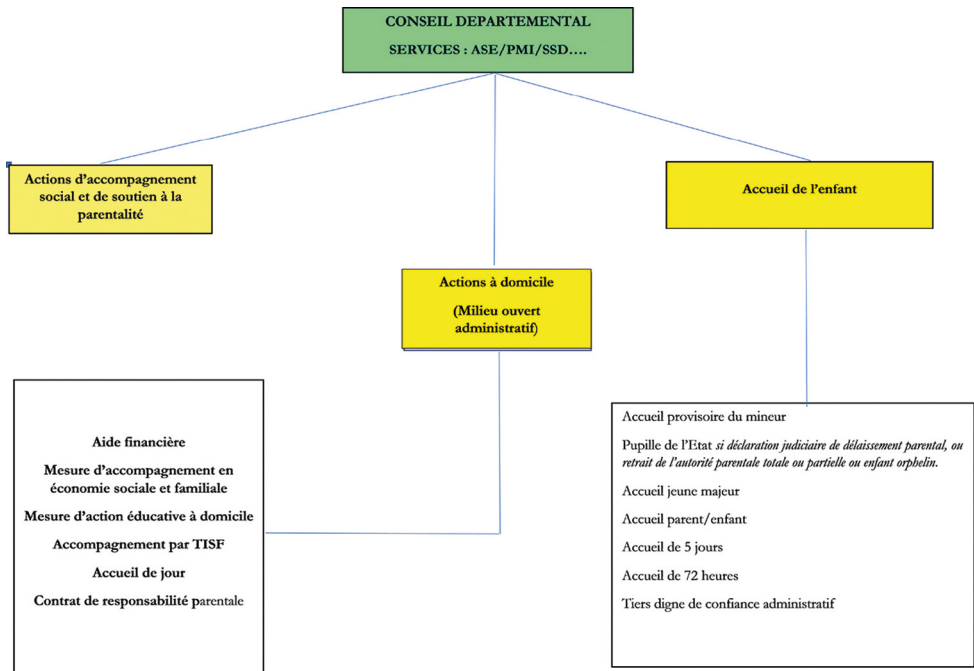 CONSEIL DEPARTEMENTAL
SERVICES : ASE/PMI/SSD….
Actions d'accompagnement
social et de soutien à la
parentalité
Accueil de l'enfant
Actions à domicile
(Milieu ouvert
administratif)
Aide financière
Mesure d'accompagnement en
économie sociale et familiale
Mesure d'action éducative à domicile
Accompagnement par TISF
Accueil de jour
Contrat de responsabilité parentale
Accueil provisoire du mineur
Pupille de l'Etat si déclaration judiciaire de délaissement parental, ou
retrait de l'autorité parentale totale ou partielle ou enfant orphelin.
Accueil jeune majeur
Accueil parent/enfant
Accueil de 5 jours
Accueil de 72 heures
Tiers digne de confiance administratif